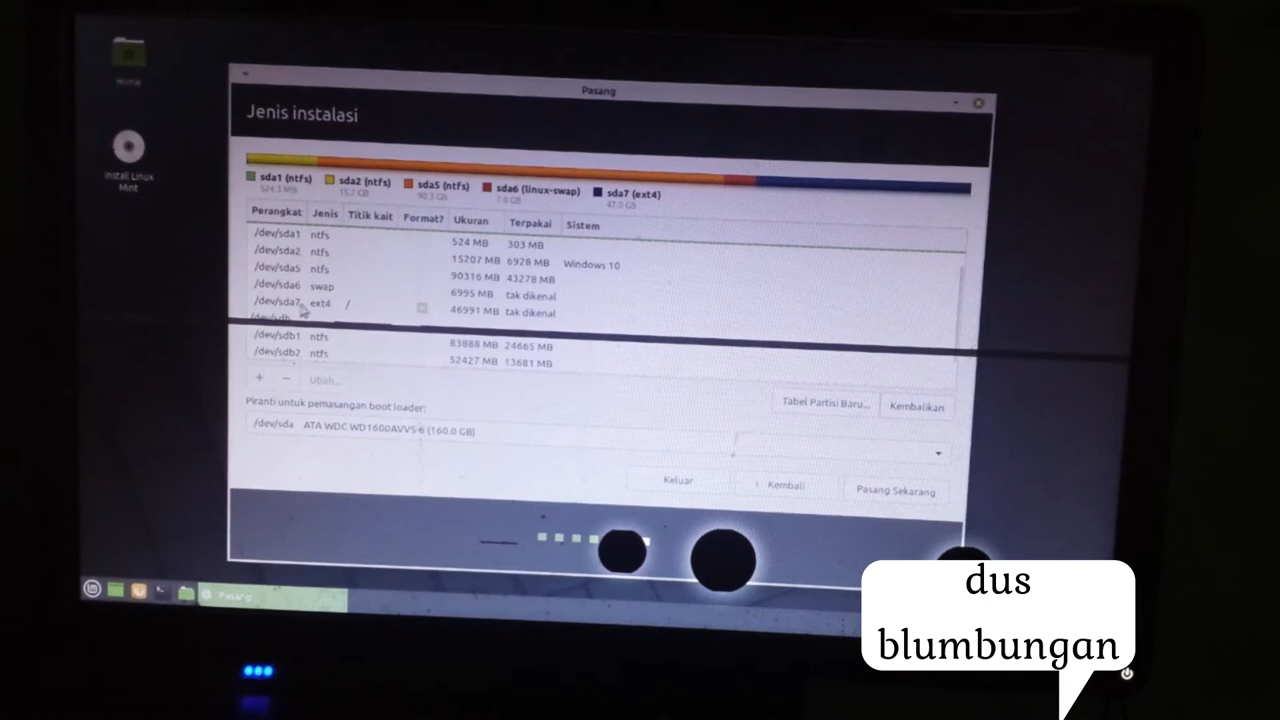 Home
Install Linux
Mint
Pasang
Jenis instalasi
sda1 (ntfs) sda2 (ntfs) sda5 (ntfs) sda6 (linux-swap) sda7 (ext4)
524.3 MB 15.2 GB 90.3 GB 7.0 GB 47.0 GB
Perangkat Jenis Titik kait Format? Ukuran Terpakai Sistem
/dev/sda1 ntfs 524 MB 303 MB
/dev/sda2 ntfs 15207 MB 6928 MB Windows 10
/dev/sda5 ntfs 90316 MB 43278 MB
/dev/sda6 swap 6995 MB tak dikenal
/dev/sda7 ext4 / 46991 MB tak dikenal
/dev/sdb
/dev/sdb1 ntfs 83888 MB 24665 MB
/dev/sdb2 ntfs 52427 MB 13681 MB
+ − Ubah...
Tabel Partisi Baru... Kembalikan
Piranti untuk pemasangan boot loader:
/dev/sda ATA WDC WD1600AVVS-6 (160.0 GB)
Keluar Kembali Pasang Sekarang
Pasang
dus
blumbungan